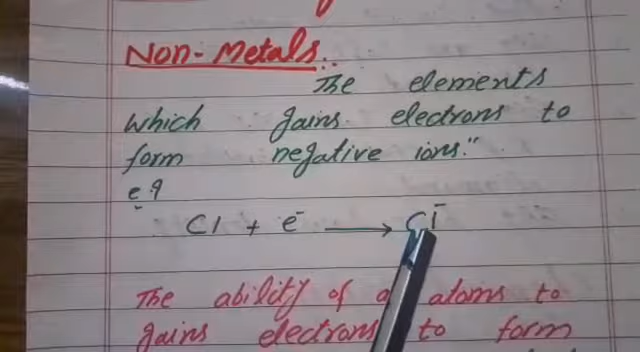 Non-Metals:.
The elements
which gains electrons to
form negative ions."
e.g
Cl + e⁻ ⟶ Cl⁻
The ability of a atoms to
gains electrons to form